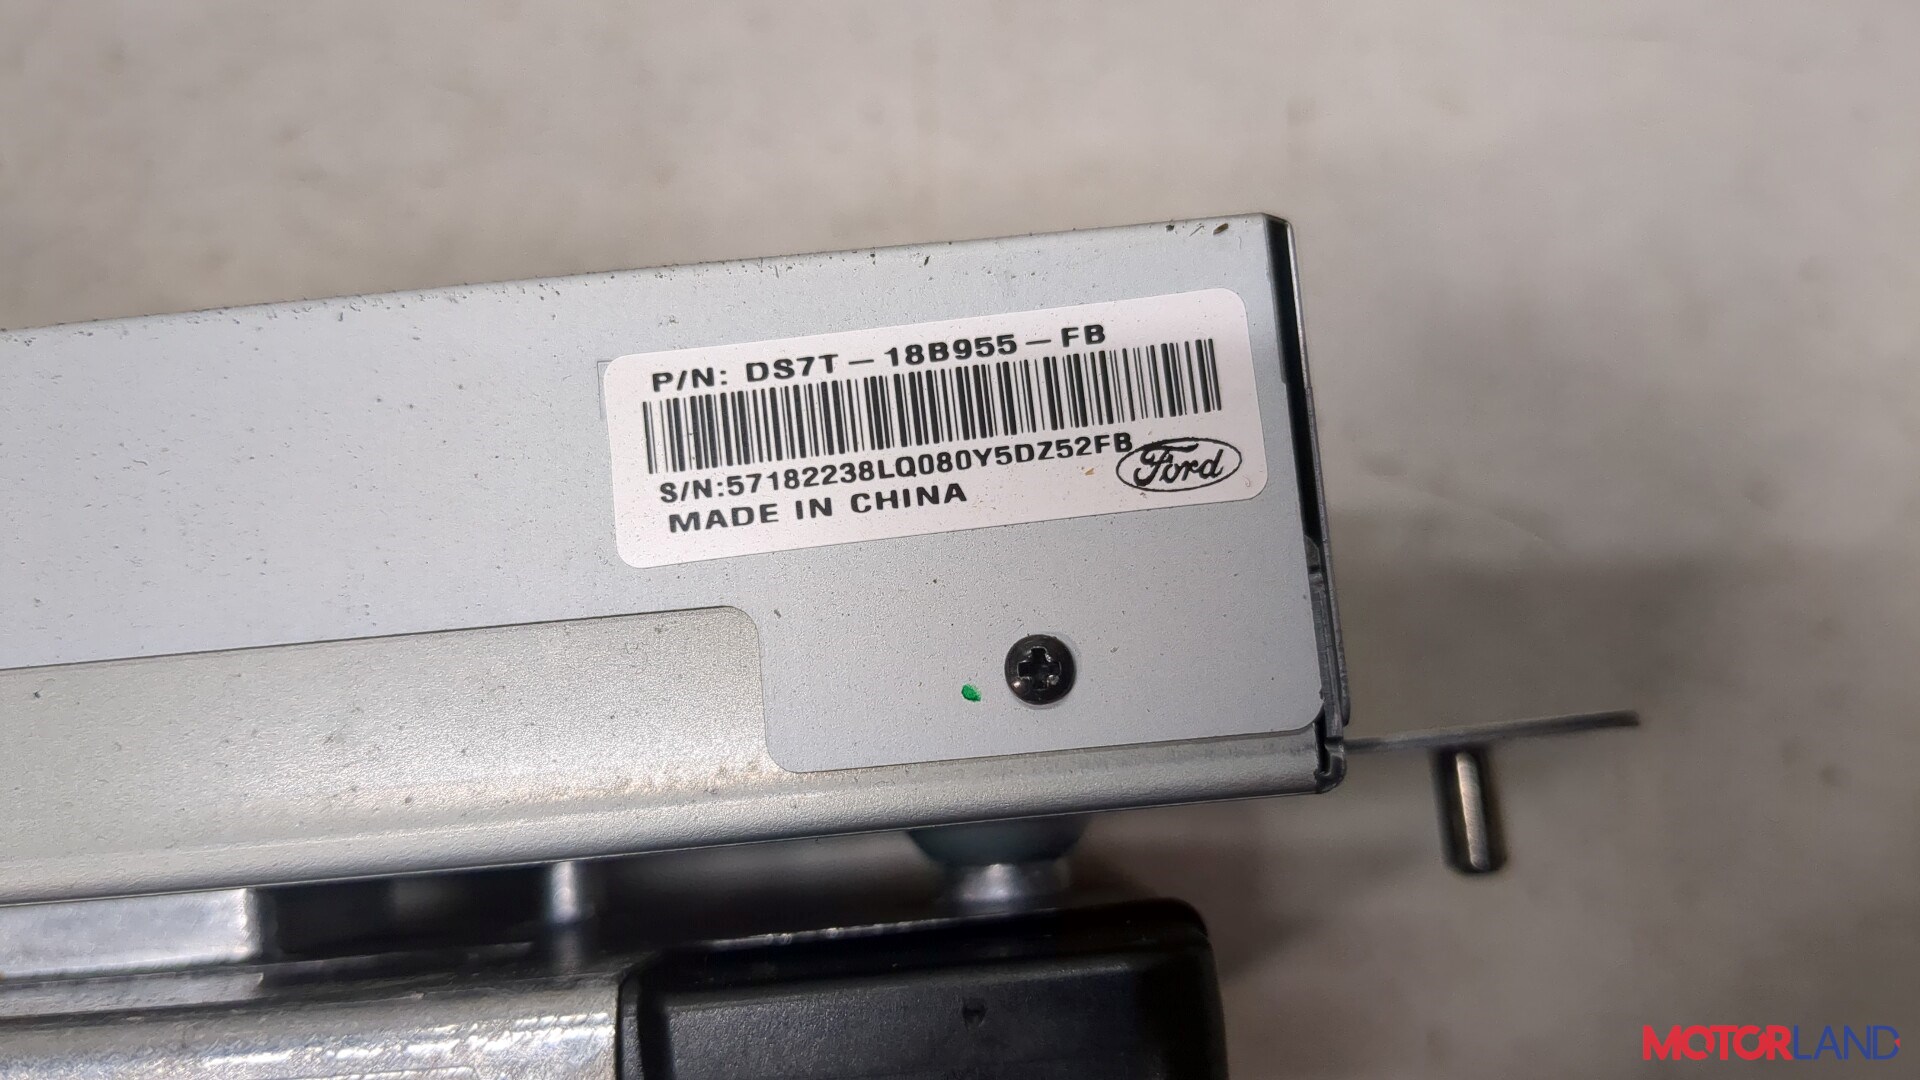 P/N: DS7T-18B955-FB
S/N:57182238LQ080Y5DZ52FB
Ford
MADE IN CHINA
MOTORLAND